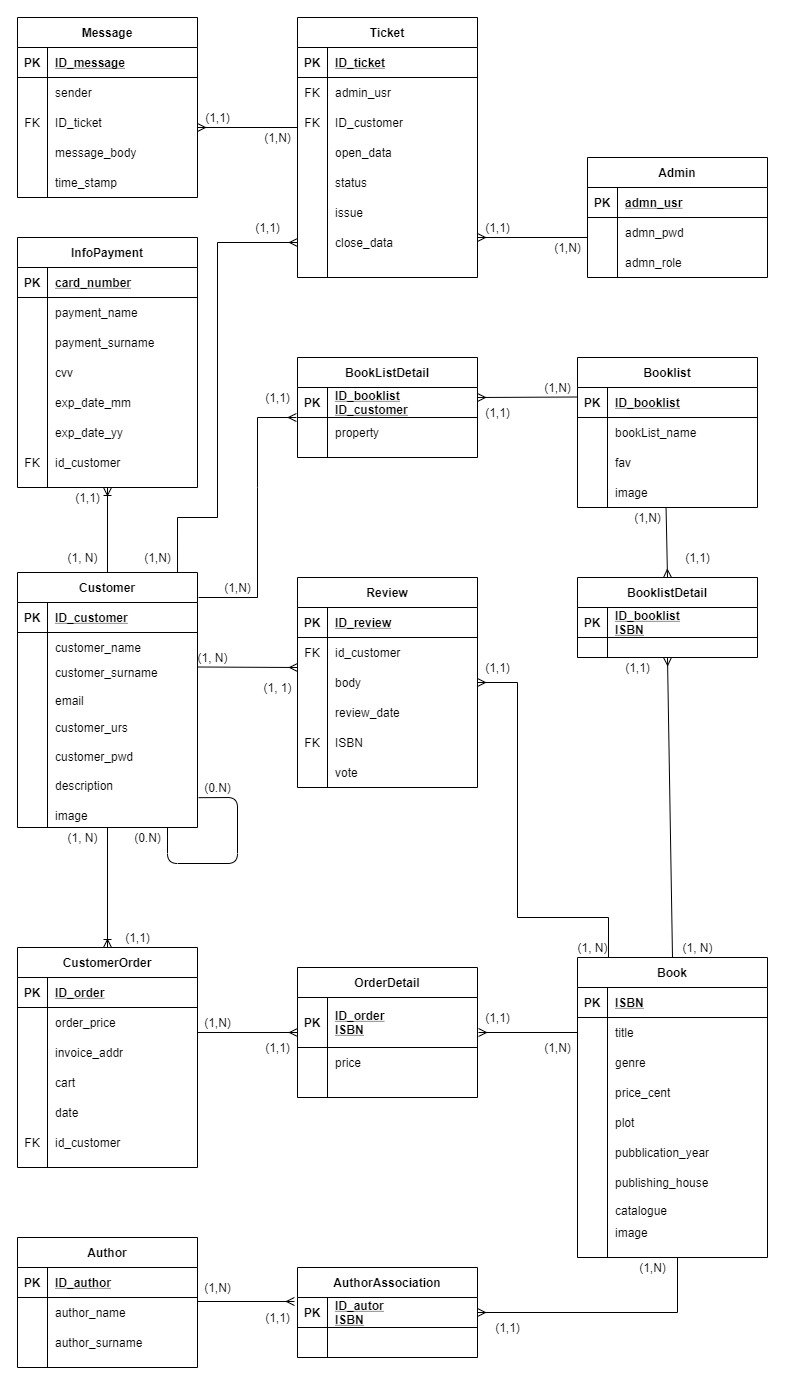 Message
PK ID_message
sender
FK ID_ticket
message_body
time_stamp
(1,1)
(1,N)
Ticket
PK ID_ticket
FK admin_usr
FK ID_customer
open_data
status
issue
close_data
(1,1)
(1,1)
(1,N)
Admin
PK admn_usr
admn_pwd
admn_role
InfoPayment
PK card_number
payment_name
payment_surname
cvv
exp_date_mm
exp_date_yy
FK id_customer
(1,1)
(1, N)
(1,N)
BookListDetail
PK ID_booklist
ID_customer
property
(1,1)
(1,N)
(1,1)
Booklist
PK ID_booklist
bookList_name
fav
image
(1,N)
(1,1)
Customer
PK ID_customer
customer_name
customer_surname
email
customer_urs
customer_pwd
description
image
(1,N)
(1, N)
(1, 1)
(0.N)
(0.N)
(1, N)
(1,1)
Review
PK ID_review
FK id_customer
body
review_date
FK ISBN
vote
(1,1)
BooklistDetail
PK ID_booklist
ISBN
(1,1)
(1, N)
(1, N)
CustomerOrder
PK ID_order
order_price
invoice_addr
cart
date
FK id_customer
(1,N)
(1,1)
OrderDetail
PK ID_order
ISBN
price
(1,1)
(1,N)
Book
PK ISBN
title
genre
price_cent
plot
pubblication_year
publishing_house
catalogue
image
(1,N)
Author
PK ID_author
author_name
author_surname
(1,N)
(1,1)
AuthorAssociation
PK ID_autor
ISBN
(1,1)